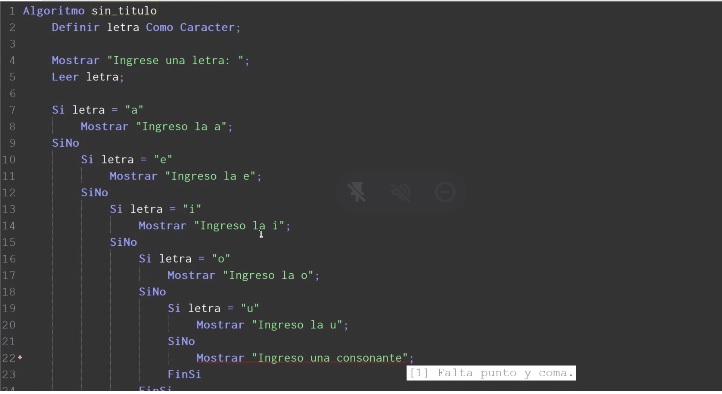 1 Algoritmo sin_titulo
2 Definir letra Como Caracter;
3
4 Mostrar "Ingrese una letra: ";
5 Leer letra;
6
7 Si letra = "a"
8 Mostrar "Ingreso la a";
9 SiNo
10 Si letra = "e"
11 Mostrar "Ingreso la e";
12 SiNo
13 Si letra = "i"
14 Mostrar "Ingreso la i";
15 SiNo
16 Si letra = "o"
17 Mostrar "Ingreso la o";
18 SiNo
19 Si letra = "u"
20 Mostrar "Ingreso la u";
21 SiNo
22 Mostrar "Ingreso una consonante";
23 FinSi [1] Falta punto y coma.
24 FinSi